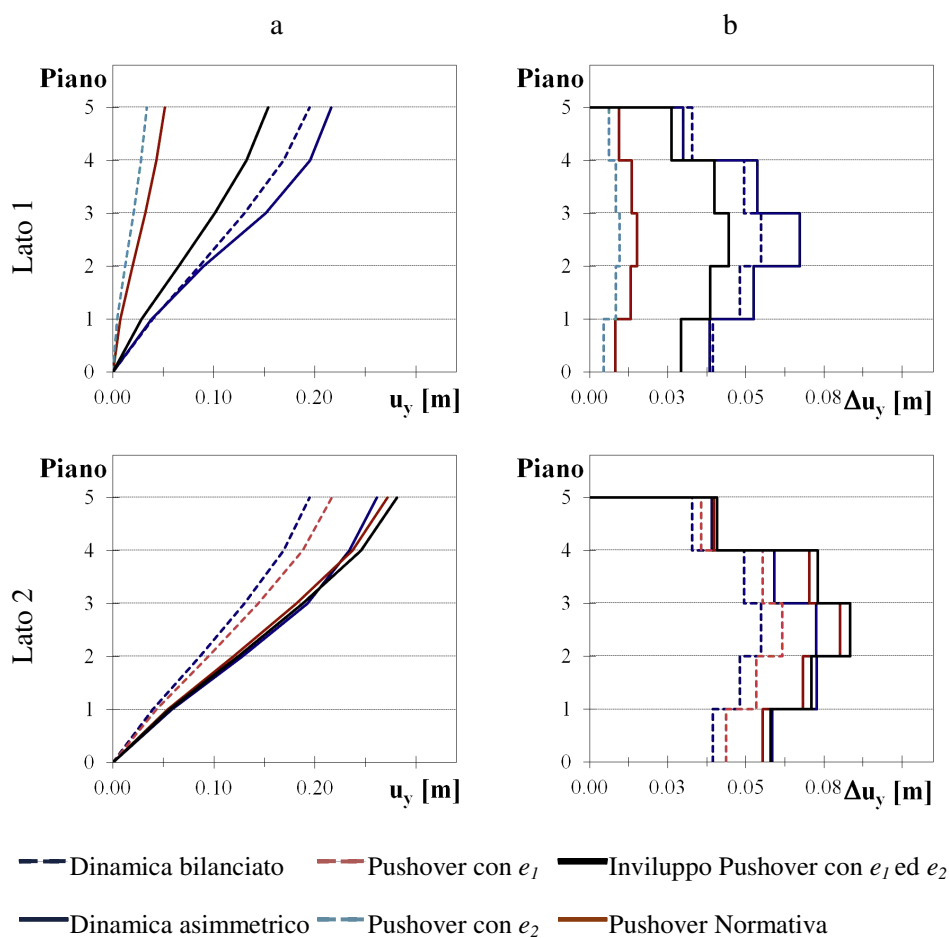 a
b
Piano
5
4
3
2
1
0
0.00
0.10
0.20
u_y [m]
Lato 1
Piano
5
4
3
2
1
0
0.00
0.03
0.05
0.08
Δu_y [m]
Piano
5
4
3
2
1
0
0.00
0.10
0.20
u_y [m]
Lato 2
Piano
5
4
3
2
1
0
0.00
0.03
0.05
0.08
Δu_y [m]
Dinamica bilanciato
Pushover con e_1
Inviluppo Pushover con e_1 ed e_2
Dinamica asimmetrico
Pushover con e_2
Pushover Normativa